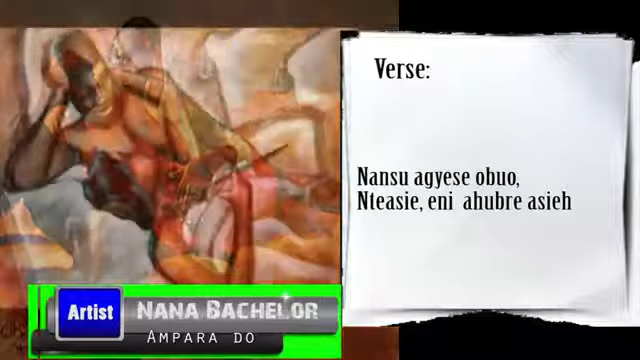 Verse:
Nansu agyese obuo,
Nteasie, eni ahubre asieh
Artist
NANA BACHELOR
AMPARA DO